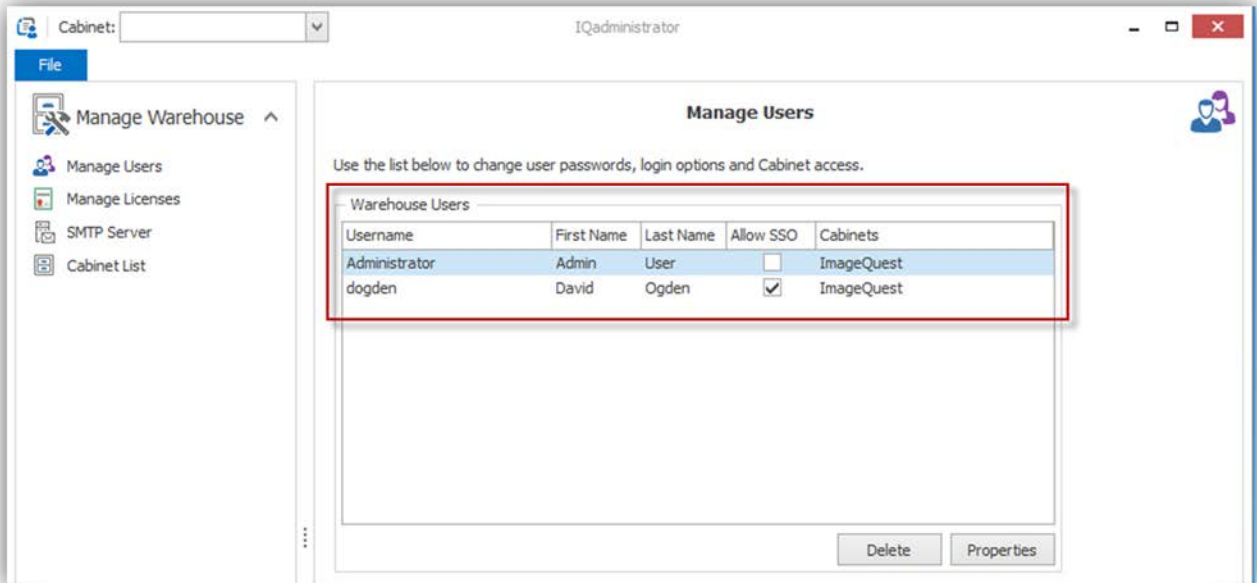 Cabinet: IQadministrator
File
Manage Warehouse
Manage Users
Manage Licenses
SMTP Server
Cabinet List
Manage Users
Use the list below to change user passwords, login options and Cabinet access.
Warehouse Users
Username First Name Last Name Allow SSO Cabinets
Administrator Admin User ImageQuest
dogden David Ogden ImageQuest
Delete Properties